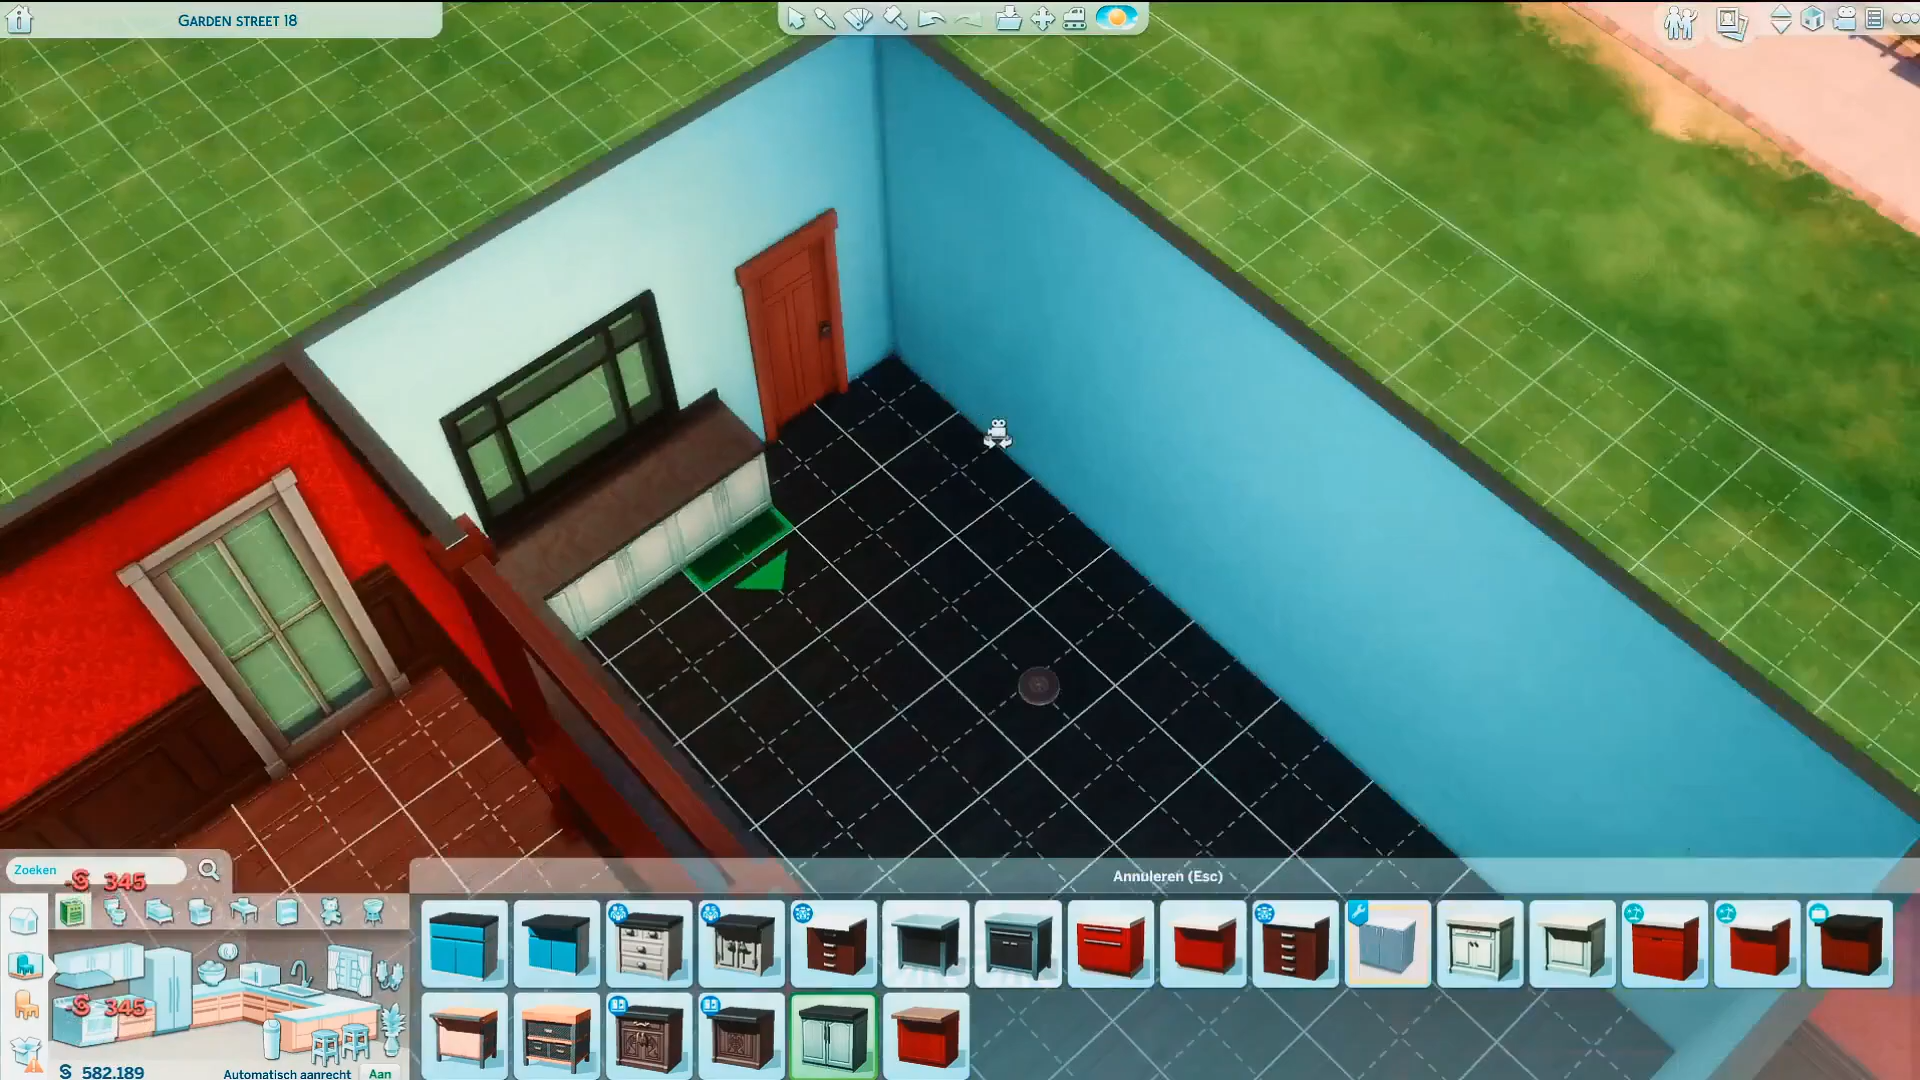 GARDEN STREET 18
Annuleren (Esc)
Zoeken
-§ 345
-§ 345
§ 582.189
Automatisch aanrecht Aan